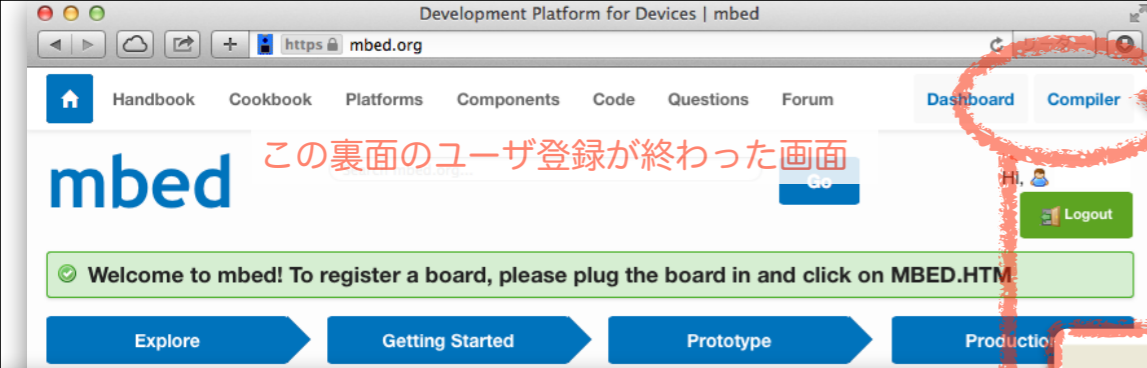 Development Platform for Devices | mbed
https mbed.org
Handbook Cookbook Platforms Components Code Questions Forum Dashboard Compiler
この裏面のユーザ登録が終わった画面
mbed
Go
Hi,
Logout
Welcome to mbed! To register a board, please plug the board in and click on MBED.HTM
Explore Getting Started Prototype Production